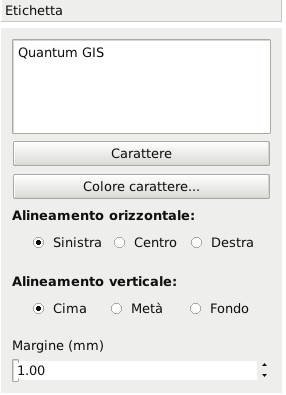 Etichetta
Quantum GIS
Carattere
Colore carattere...
Alineamento orizzontale:
Sinistra Centro Destra
Alineamento verticale:
Cima Metà Fondo
Margine (mm)
1.00